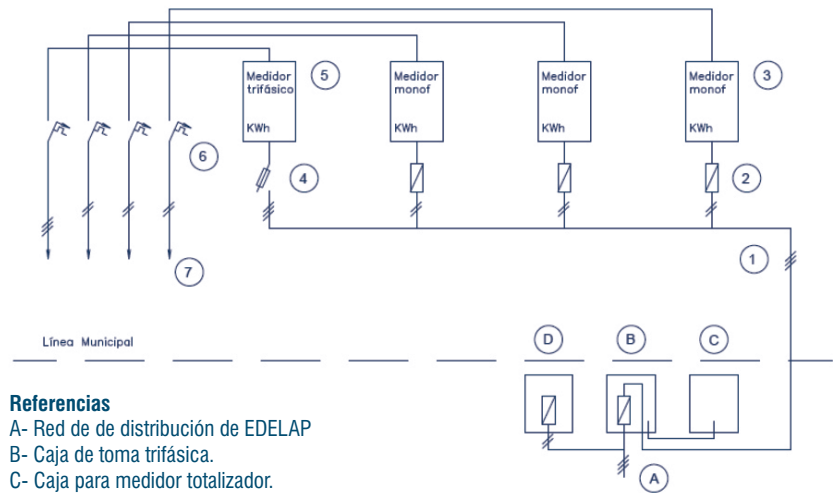 Medidor trifásico
KWh
5
Medidor monof
KWh
Medidor monof
KWh
Medidor monof
KWh
3
6
4
2
7
1
Línea Municipal
D
B
C
Referencias
A- Red de de distribución de EDELAP
B- Caja de toma trifásica.
C- Caja para medidor totalizador.
A